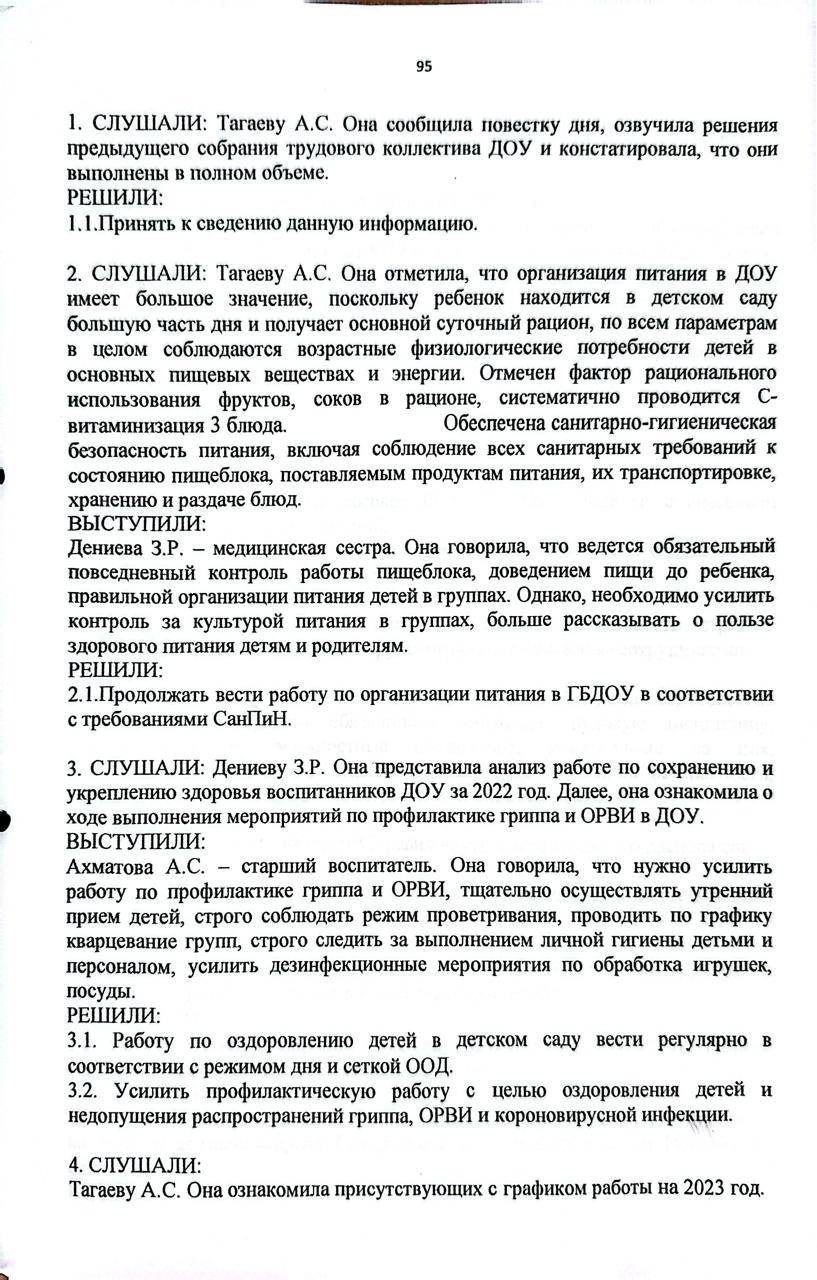 95
1. СЛУШАЛИ: Тагаеву А.С. Она сообщила повестку дня, озвучила решения
предыдущего собрания трудового коллектива ДОУ и констатировала, что они
выполнены в полном объеме.
РЕШИЛИ:
1.1.Принять к сведению данную информацию.
2. СЛУШАЛИ: Тагаеву А.С. Она отметила, что организация питания в ДОУ
имеет большое значение, поскольку ребенок находится в детском саду
большую часть дня и получает основной суточный рацион, по всем параметрам
в целом соблюдаются возрастные физиологические потребности детей в
основных пищевых веществах и энергии. Отмечен фактор рационального
использования фруктов, соков в рационе, систематично проводится С-
витаминизация 3 блюда. Обеспечена санитарно-гигиеническая
безопасность питания, включая соблюдение всех санитарных требований к
состоянию пищеблока, поставляемым продуктам питания, их транспортировке,
хранению и раздаче блюд.
ВЫСТУПИЛИ:
Дениева З.Р. – медицинская сестра. Она говорила, что ведется обязательный
повседневный контроль работы пищеблока, доведением пищи до ребенка,
правильной организации питания детей в группах. Однако, необходимо усилить
контроль за культурой питания в группах, больше рассказывать о пользе
здорового питания детям и родителям.
РЕШИЛИ:
2.1.Продолжать вести работу по организации питания в ГБДОУ в соответствии
с требованиями СанПиН.
3. СЛУШАЛИ: Дениеву З.Р. Она представила анализ работе по сохранению и
укреплению здоровья воспитанников ДОУ за 2022 год. Далее, она ознакомила о
ходе выполнения мероприятий по профилактике гриппа и ОРВИ в ДОУ.
ВЫСТУПИЛИ:
Ахматова А.С. – старший воспитатель. Она говорила, что нужно усилить
работу по профилактике гриппа и ОРВИ, тщательно осуществлять утренний
прием детей, строго соблюдать режим проветривания, проводить по графику
кварцевание групп, строго следить за выполнением личной гигиены детьми и
персоналом, усилить дезинфекционные мероприятия по обработка игрушек,
посуды.
РЕШИЛИ:
3.1. Работу по оздоровлению детей в детском саду вести регулярно в
соответствии с режимом дня и сеткой ООД.
3.2. Усилить профилактическую работу с целью оздоровления детей и
недопущения распространений гриппа, ОРВИ и короновирусной инфекции.
4. СЛУШАЛИ:
Тагаеву А.С. Она ознакомила присутствующих с графиком работы на 2023 год.